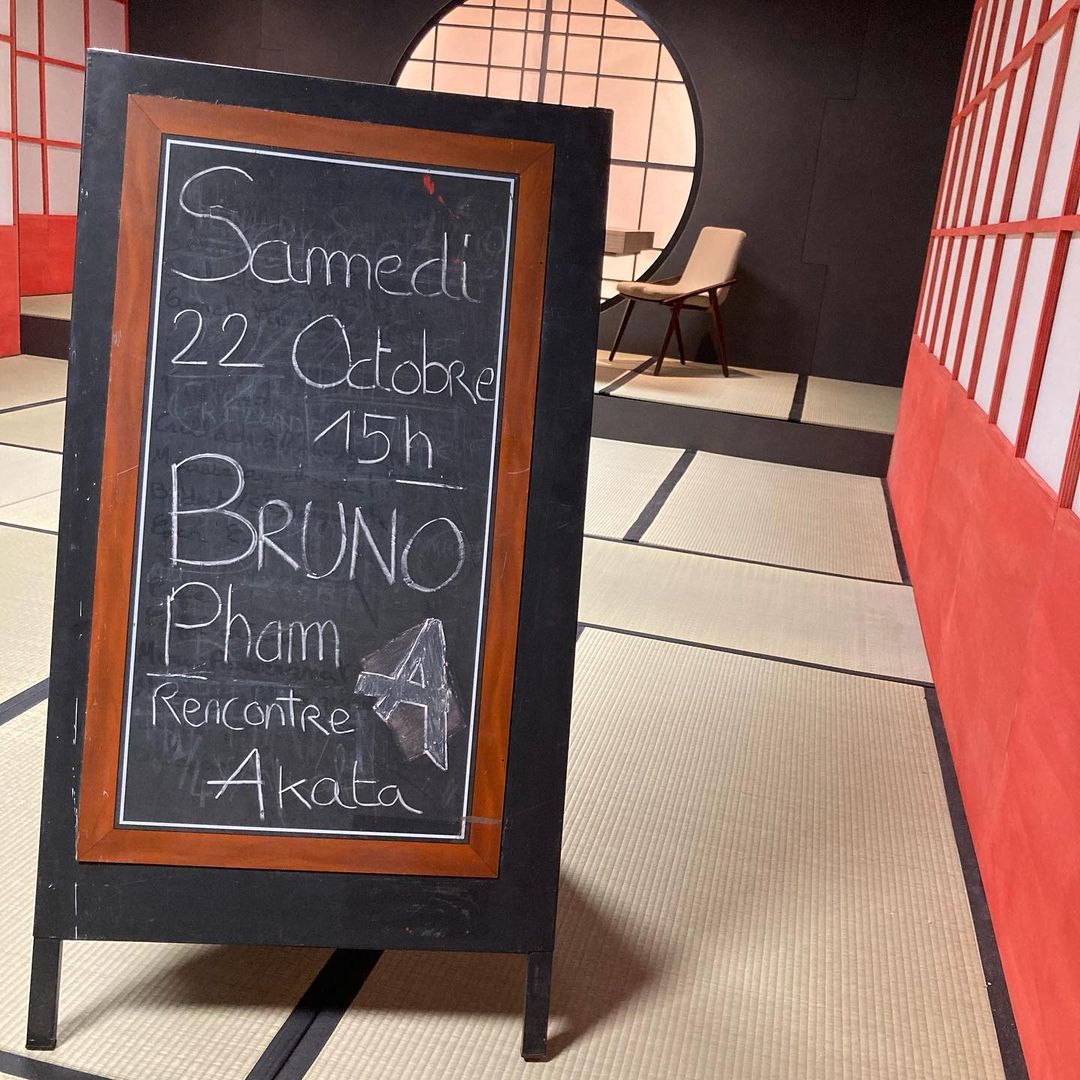 Samedi
22 Octobre
15h
BRUNO
Pham
Rencontre
A
Akata